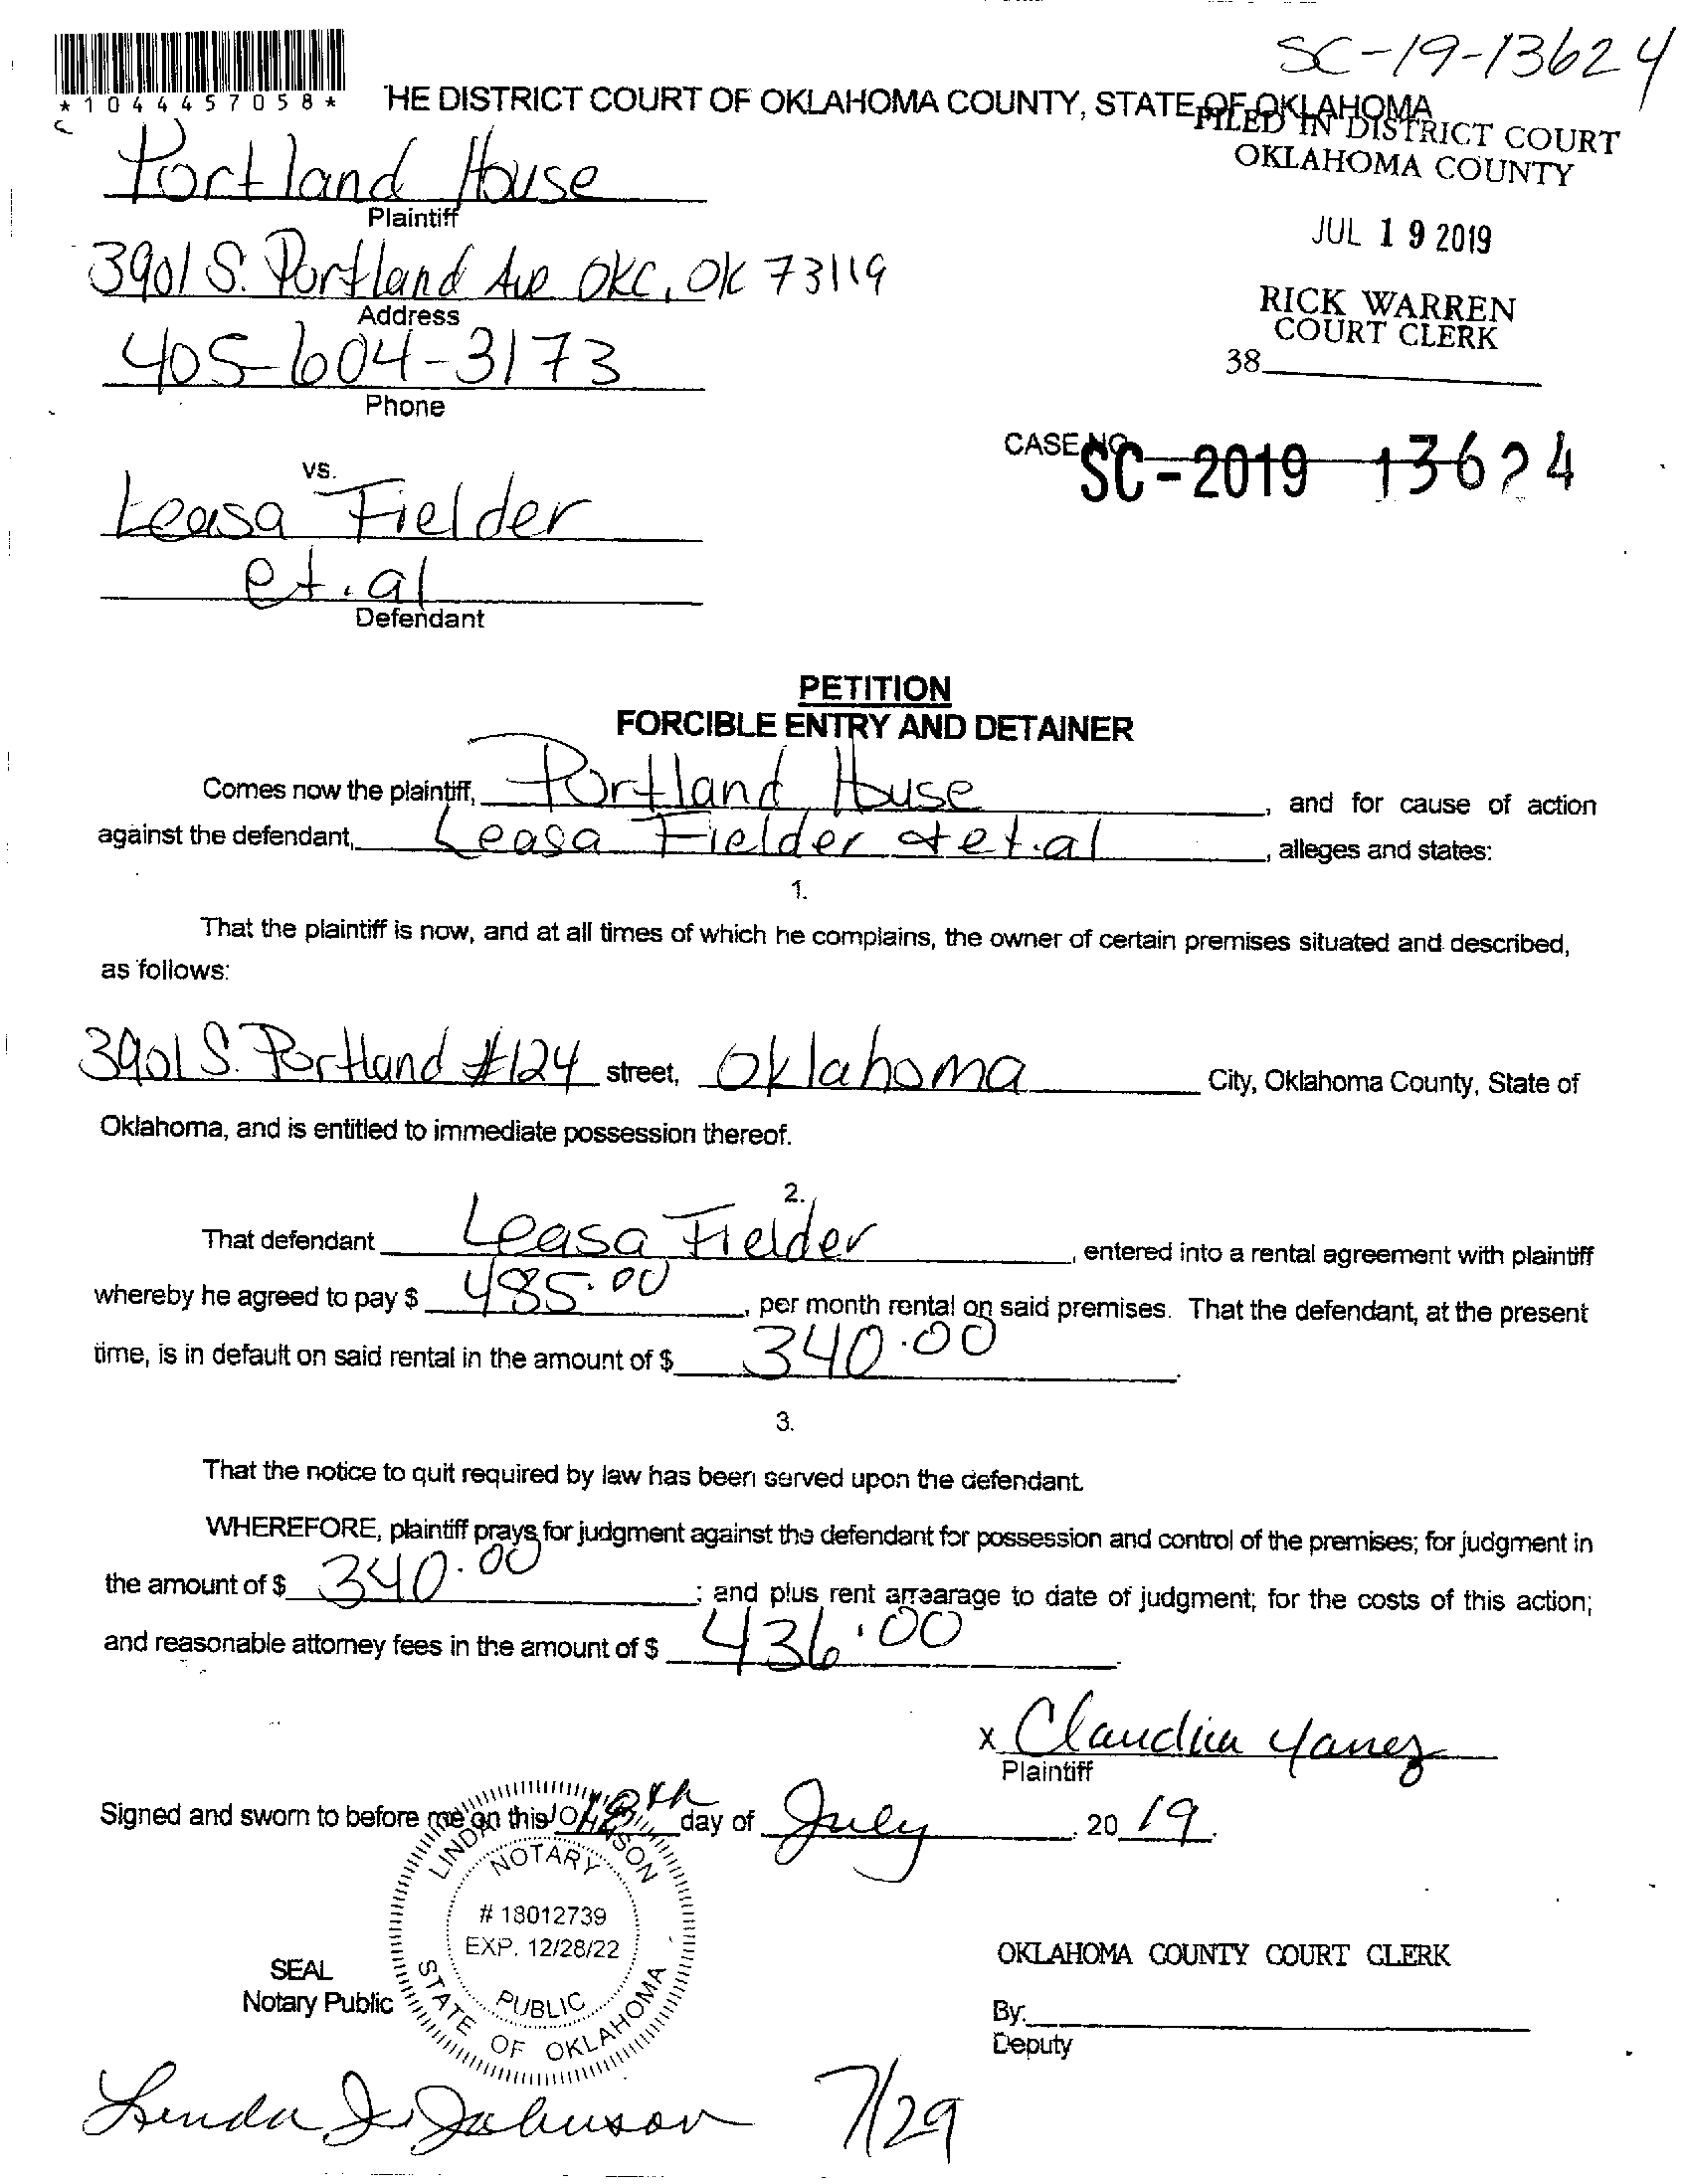 SC-19-13624
*1044457058*
HE DISTRICT COURT OF OKLAHOMA COUNTY, STATE OF OKLAHOMA
FILED IN DISTRICT COURT
OKLAHOMA COUNTY
Portland House
Plaintiff
JUL 19 2019
3901 S. Portland Ave OKC, OK 73119
Address
RICK WARREN
COURT CLERK
38
405-604-3173
Phone
CASE NO.
SC-2019 13624
vs.
Leasa Fielder
et.al
Defendant
PETITION
FORCIBLE ENTRY AND DETAINER
Comes now the plaintiff, Portland House, and for cause of action
against the defendant, Leasa Fielder & et.al, alleges and states:
1.
That the plaintiff is now, and at all times of which he complains, the owner of certain premises situated and described,
as follows:
3901 S. Portland #124 street, Oklahoma City, Oklahoma County, State of
Oklahoma, and is entitled to immediate possession thereof.
2.
That defendant Leasa Fielder, entered into a rental agreement with plaintiff
whereby he agreed to pay $ 485.00, per month rental on said premises. That the defendant, at the present
time, is in default on said rental in the amount of $ 340.00.
3.
That the notice to quit required by law has been served upon the defendant.
WHEREFORE, plaintiff prays for judgment against the defendant for possession and control of the premises; for judgment in
the amount of $ 340.00; and plus rent arrearage to date of judgment; for the costs of this action;
and reasonable attorney fees in the amount of $ 436.00.
x Claudia Yanez
Plaintiff
Signed and sworn to before me on this 18th day of July, 2019.
LINDA JOHNSON
NOTARY
# 18012739
EXP. 12/28/22
PUBLIC
STATE OF OKLAHOMA
SEAL
Notary Public
OKLAHOMA COUNTY COURT CLERK
By:
Deputy
Linda J. Johnson
7/29